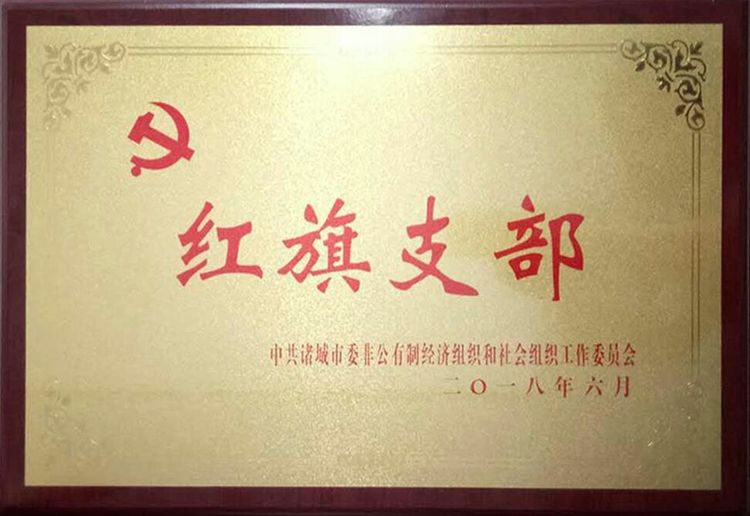 红旗支部
中共诸城市委非公有制经济组织和社会组织工作委员会
二〇一八年六月